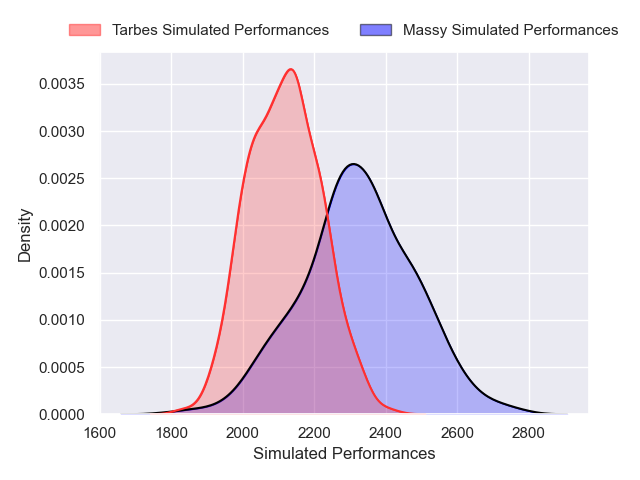 Tarbes Simulated Performances Massy Simulated Performances
0.0035
0.0030
0.0025
0.0020
0.0015
0.0010
0.0005
0.0000
Density
1600 1800 2000 2200 2400 2600 2800
Simulated Performances